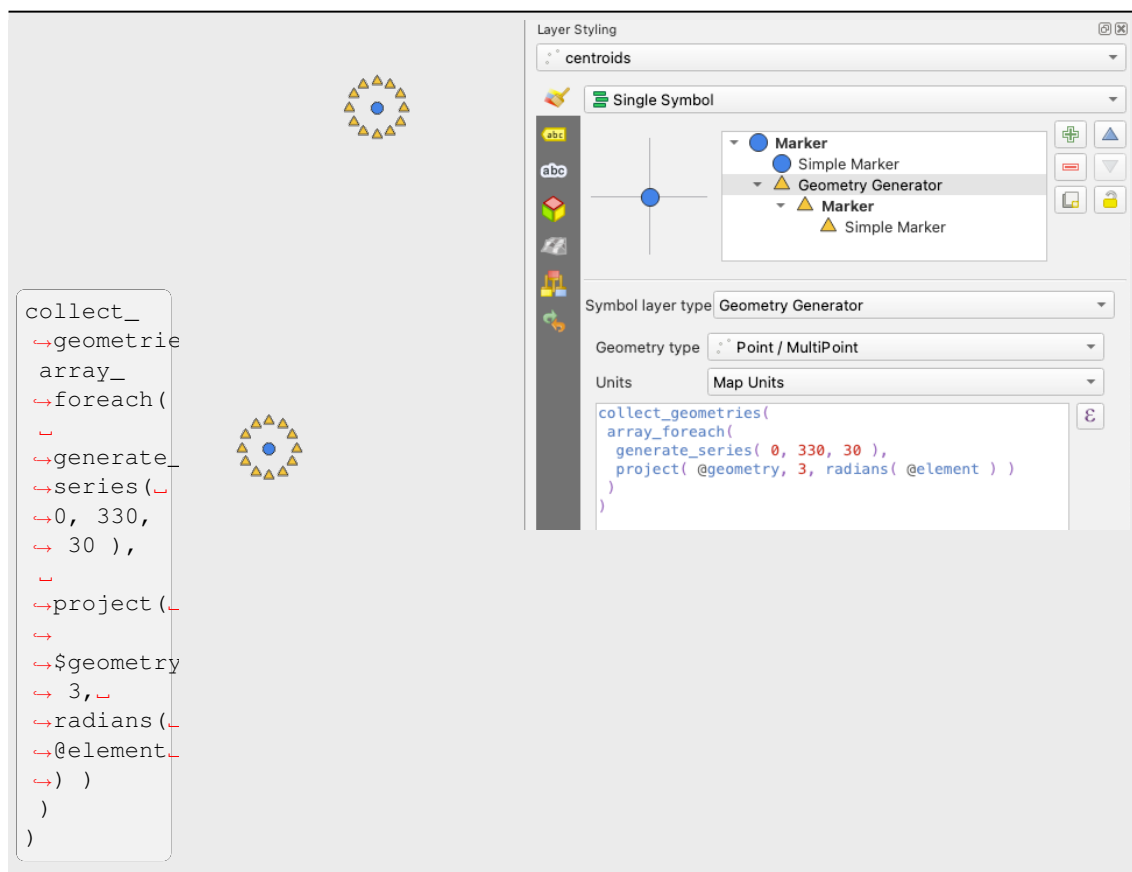 Layer Styling
centroids
Single Symbol
abc
abc
Marker
Simple Marker
Geometry Generator
Marker
Simple Marker
Symbol layer type Geometry Generator
Geometry type Point / MultiPoint
Units Map Units
collect_geometries(
array_foreach(
generate_series( 0, 330, 30 ),
project( @geometry, 3, radians( @element ) )
)
)
ε
collect_
↪geometrie
array_
↪foreach(
␣
↪generate_
↪series(␣
↪0, 330,
↪ 30 ),
␣
↪project(␣
↪
↪$geometry
↪ 3,␣
↪radians(␣
↪@element␣
↪) )
)
)